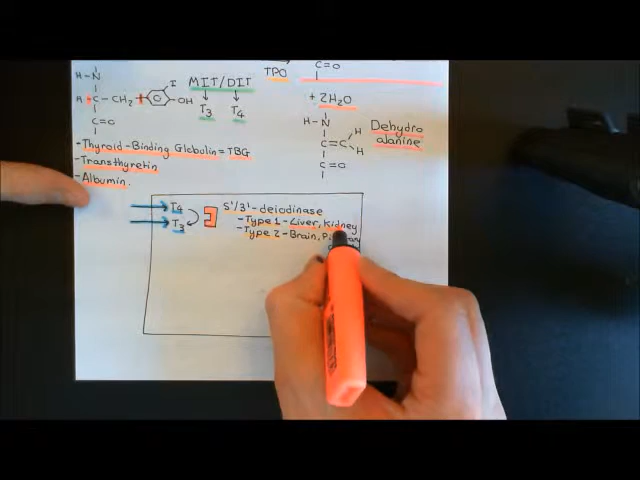 C=O
TPO
H-N
I
MIT/DIT
H-C-CH2
OH
T3 T4
C=O
+ 2H2O
H-N
C=C
H
H
C=O
Dehydro
alanine
-Thyroid-Binding Globulin = TBG
-Transthyretin
-Albumin.
T4
T3
5'/3'-deiodinase
-Type 1 - Liver, Kidney
-Type 2 - Brain,